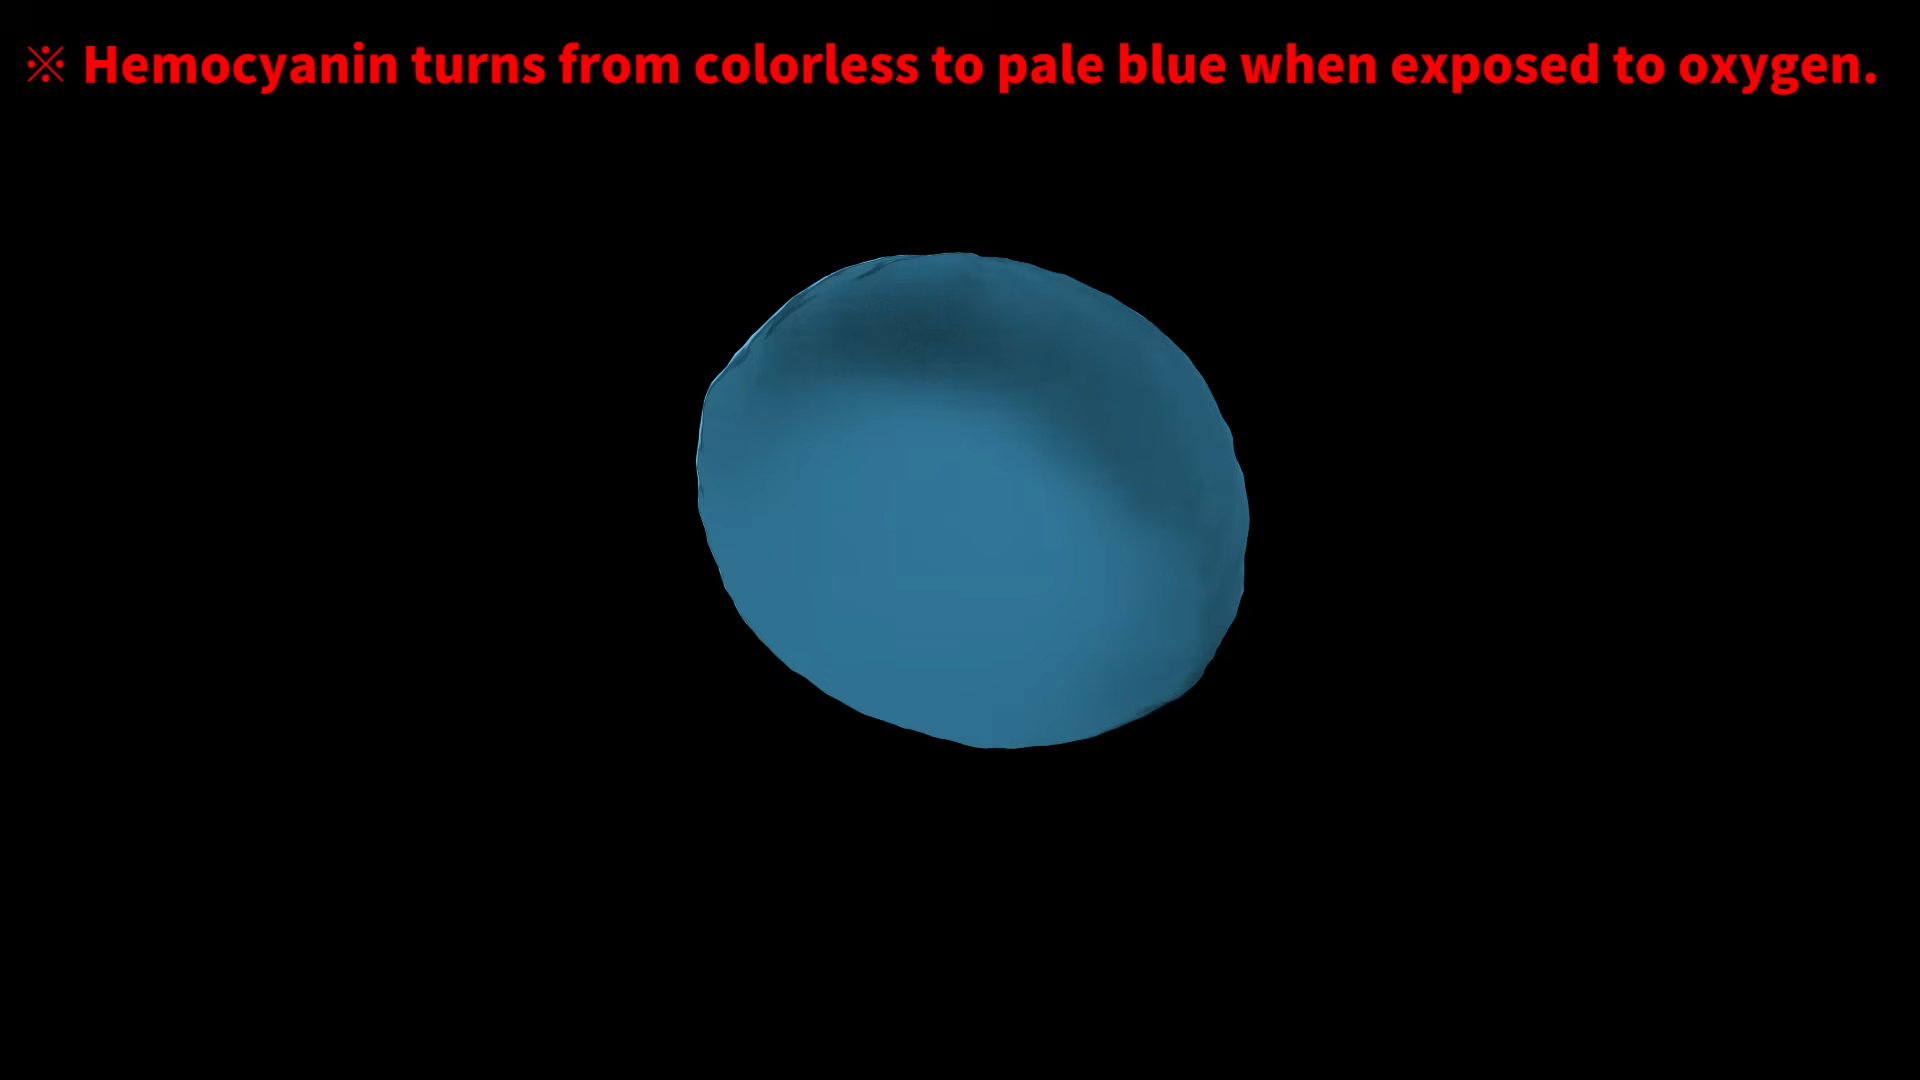 ※ Hemocyanin turns from colorless to pale blue when exposed to oxygen.